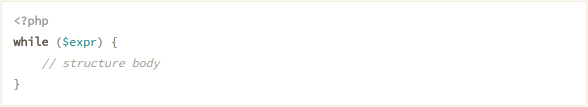 <?php
while ($expr) {
    // structure body
}